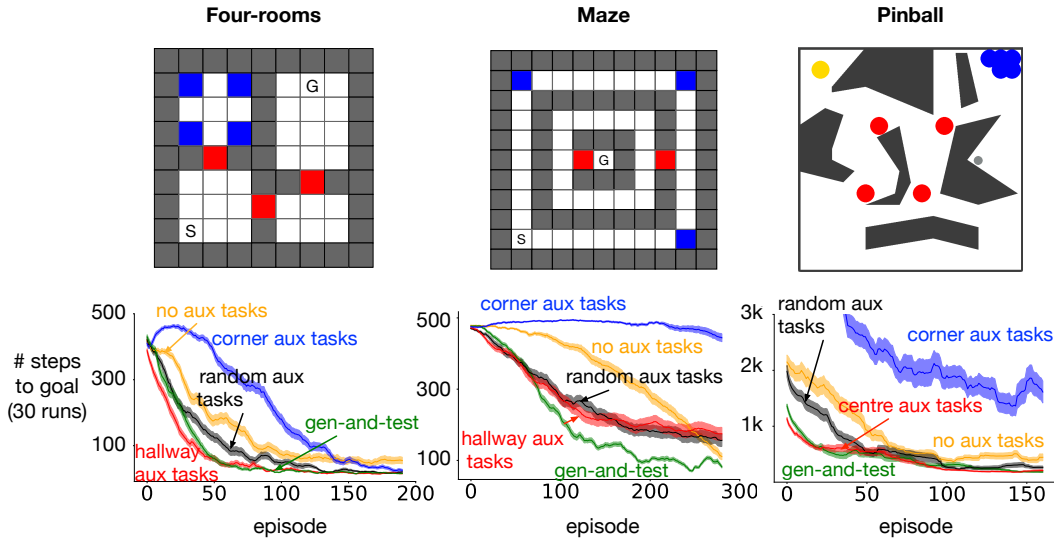 Four-rooms
Maze
Pinball
G
S
G
S
500
300
100
0
50
100
150
200
# steps
to goal
(30 runs)
no aux tasks
corner aux tasks
random aux
tasks
gen-and-test
hallway
aux tasks
episode
500
300
100
0
100
200
300
corner aux tasks
no aux tasks
random aux tasks
hallway aux
tasks
gen-and-test
episode
3k
2k
1k
0
50
100
150
random aux
tasks
corner aux tasks
centre aux tasks
no aux tasks
gen-and-test
episode